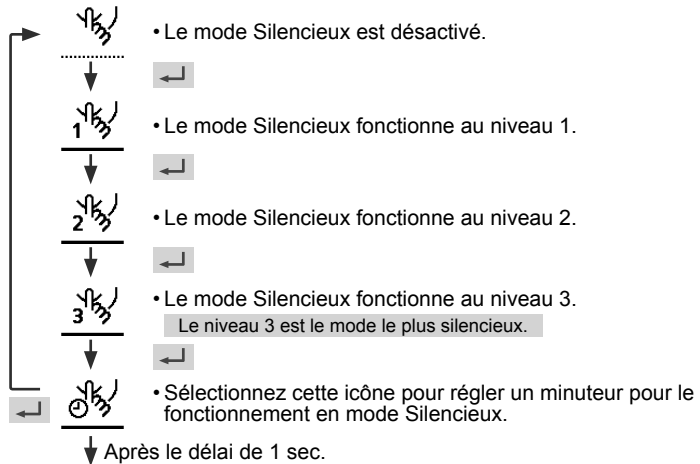 • Le mode Silencieux est désactivé.
1
• Le mode Silencieux fonctionne au niveau 1.
2
• Le mode Silencieux fonctionne au niveau 2.
3
• Le mode Silencieux fonctionne au niveau 3.
Le niveau 3 est le mode le plus silencieux.
• Sélectionnez cette icône pour régler un minuteur pour le
fonctionnement en mode Silencieux.
Après le délai de 1 sec.